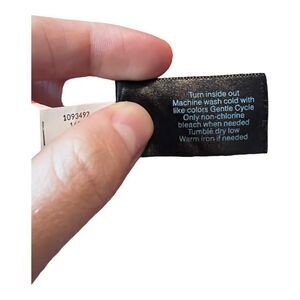 Turn inside out
Machine wash cold with
like colors Gentle Cycle
Only non-chlorine
bleach when needed
Tumble dry low
Warm iron if needed
1093497